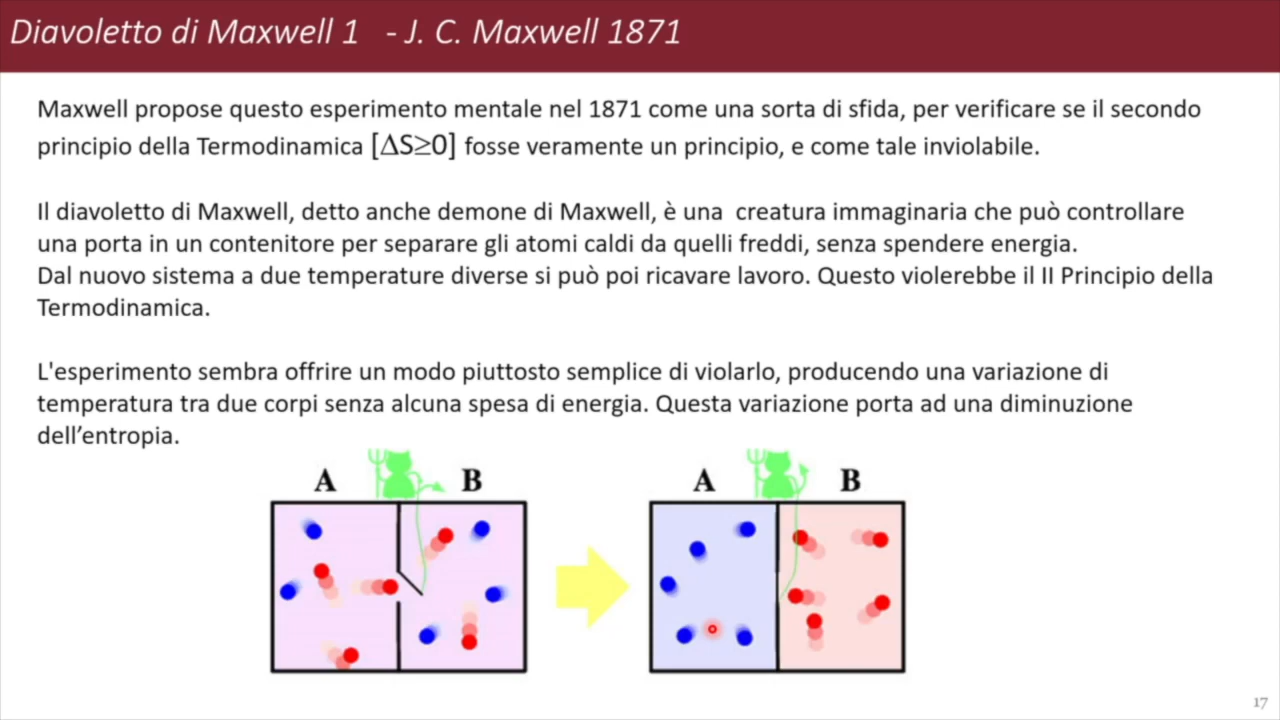 Diavoletto di Maxwell 1 - J. C. Maxwell 1871
Maxwell propose questo esperimento mentale nel 1871 come una sorta di sfida, per verificare se il secondo
principio della Termodinamica [ΔS≥0] fosse veramente un principio, e come tale inviolabile.
Il diavoletto di Maxwell, detto anche demone di Maxwell, è una creatura immaginaria che può controllare
una porta in un contenitore per separare gli atomi caldi da quelli freddi, senza spendere energia.
Dal nuovo sistema a due temperature diverse si può poi ricavare lavoro. Questo violerebbe il II Principio della
Termodinamica.
L'esperimento sembra offrire un modo piuttosto semplice di violarlo, producendo una variazione di
temperatura tra due corpi senza alcuna spesa di energia. Questa variazione porta ad una diminuzione
dell’entropia.
A B A B
17